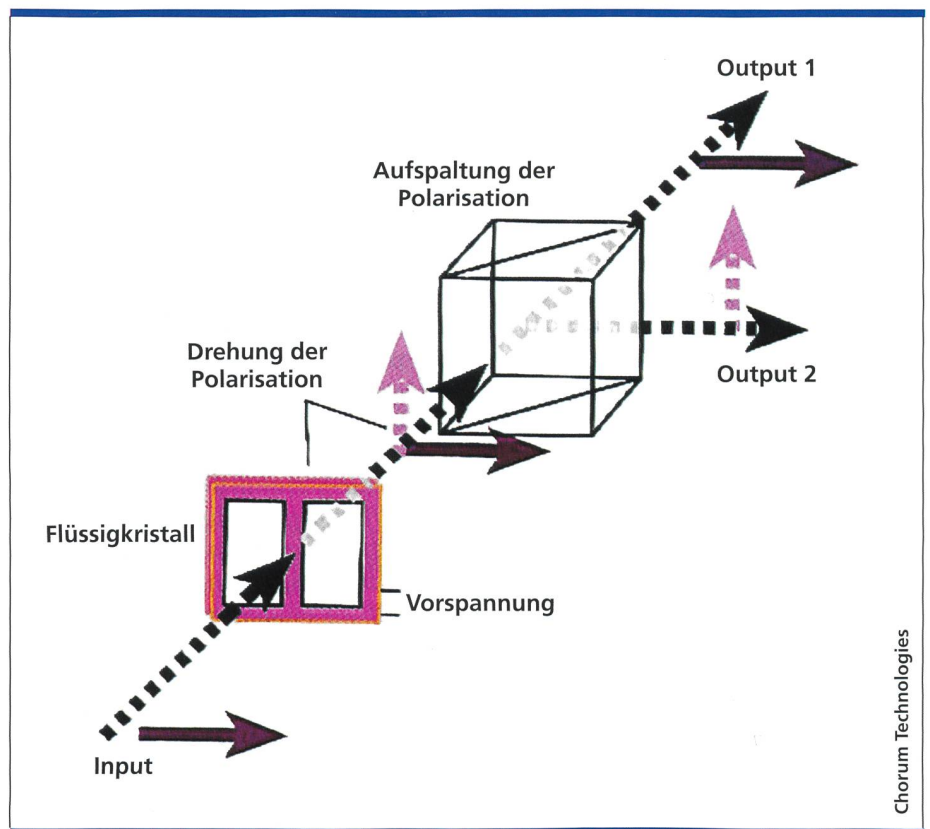 Output 1
Aufspaltung der
Polarisation
Drehung der
Polarisation
Output 2
Flüssigkristall
Vorspannung
Input
Chorum Technologies